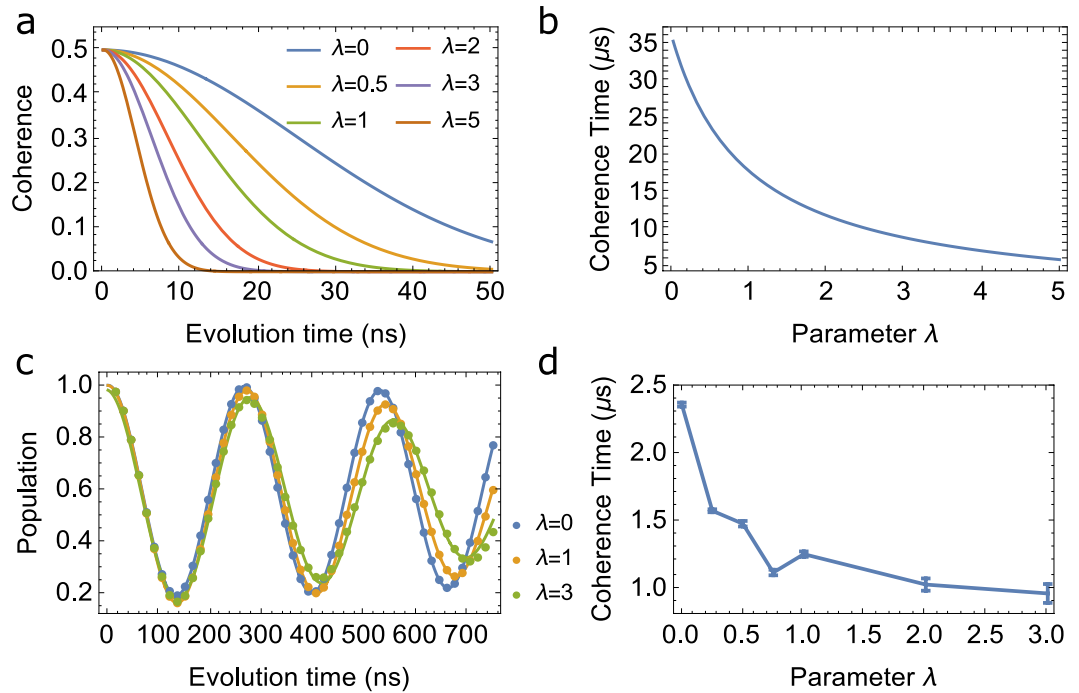 a
Coherence
0.5
0.4
0.3
0.2
0.1
0.0
λ=0
λ=2
λ=0.5
λ=3
λ=1
λ=5
0
10
20
30
40
50
Evolution time (ns)
b
Coherence Time (μs)
35
30
25
20
15
10
5
0
1
2
3
4
5
Parameter λ
c
Population
1.0
0.8
0.6
0.4
0.2
0
100
200
300
400
500
600
700
Evolution time (ns)
λ=0
λ=1
λ=3
d
Coherence Time (μs)
2.5
2.0
1.5
1.0
0.0
0.5
1.0
1.5
2.0
2.5
3.0
Parameter λ